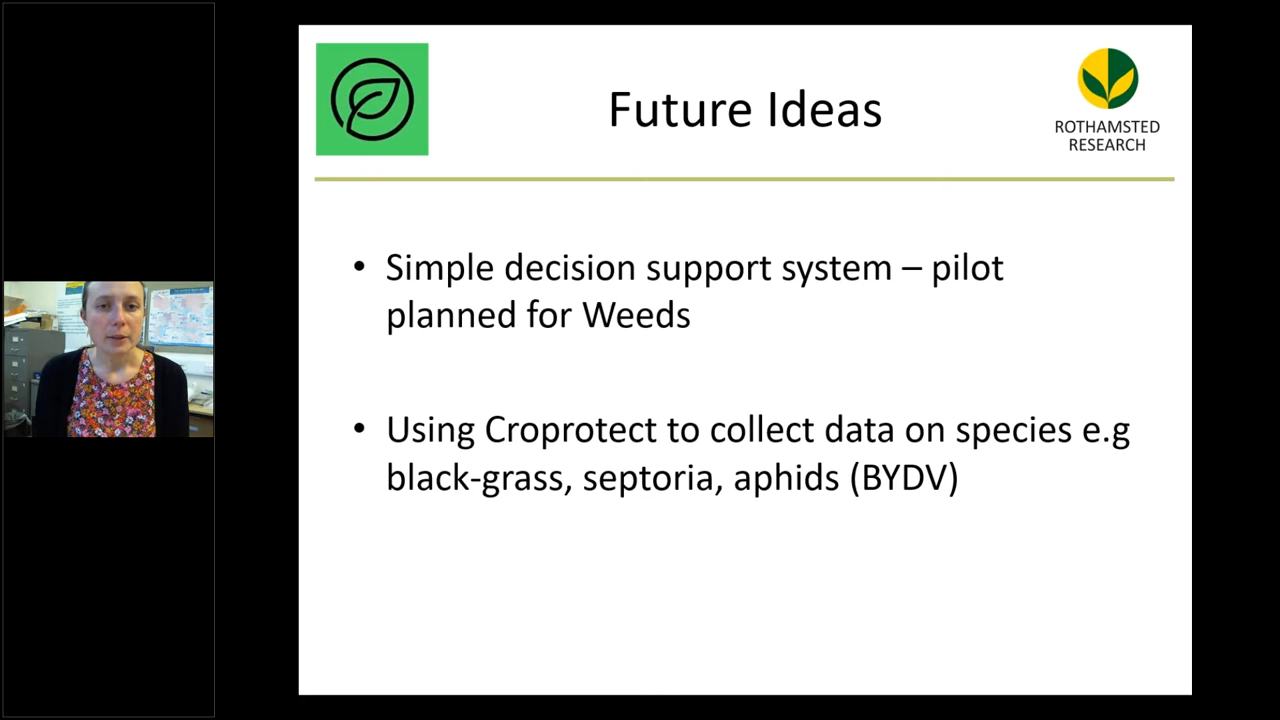 Future Ideas
ROTHAMSTED
RESEARCH
• Simple decision support system – pilot
planned for Weeds
• Using Croprotect to collect data on species e.g
black-grass, septoria, aphids (BYDV)